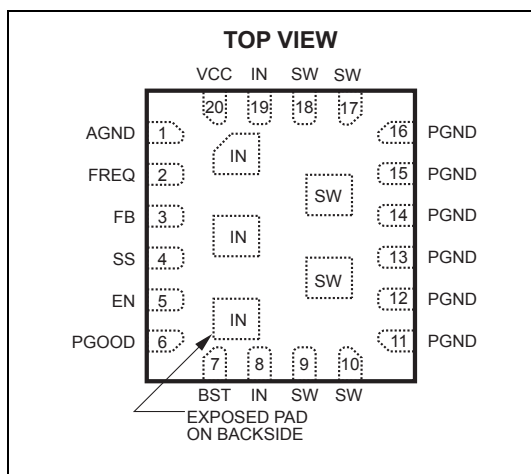 TOP VIEW
VCC IN SW SW
20 19 18 17
AGND 1 16 PGND
IN
FREQ 2 15 PGND
SW
FB 3 14 PGND
IN
SS 4 13 PGND
SW
EN 5 12 PGND
IN
PGOOD 6 11 PGND
7 8 9 10
BST IN SW SW
EXPOSED PAD
ON BACKSIDE